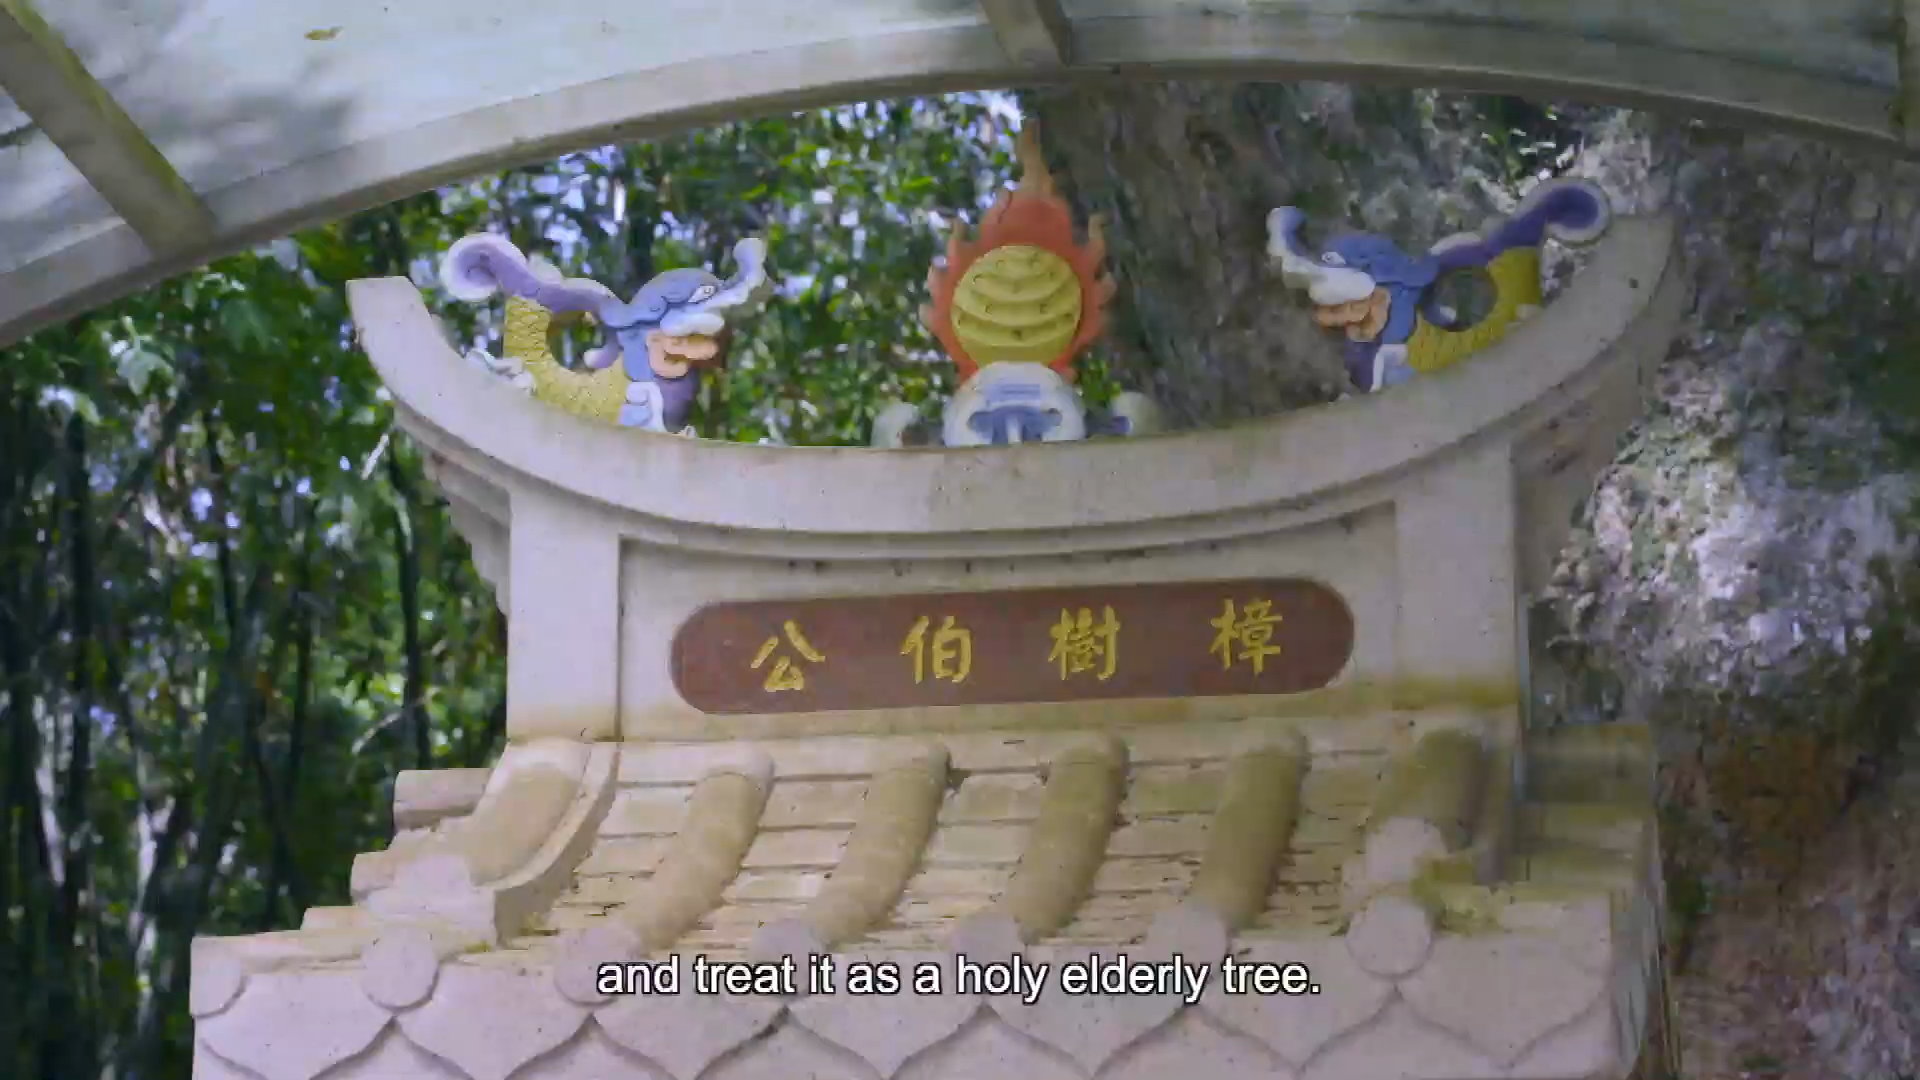 樟樹伯公
and treat it as a holy elderly tree.